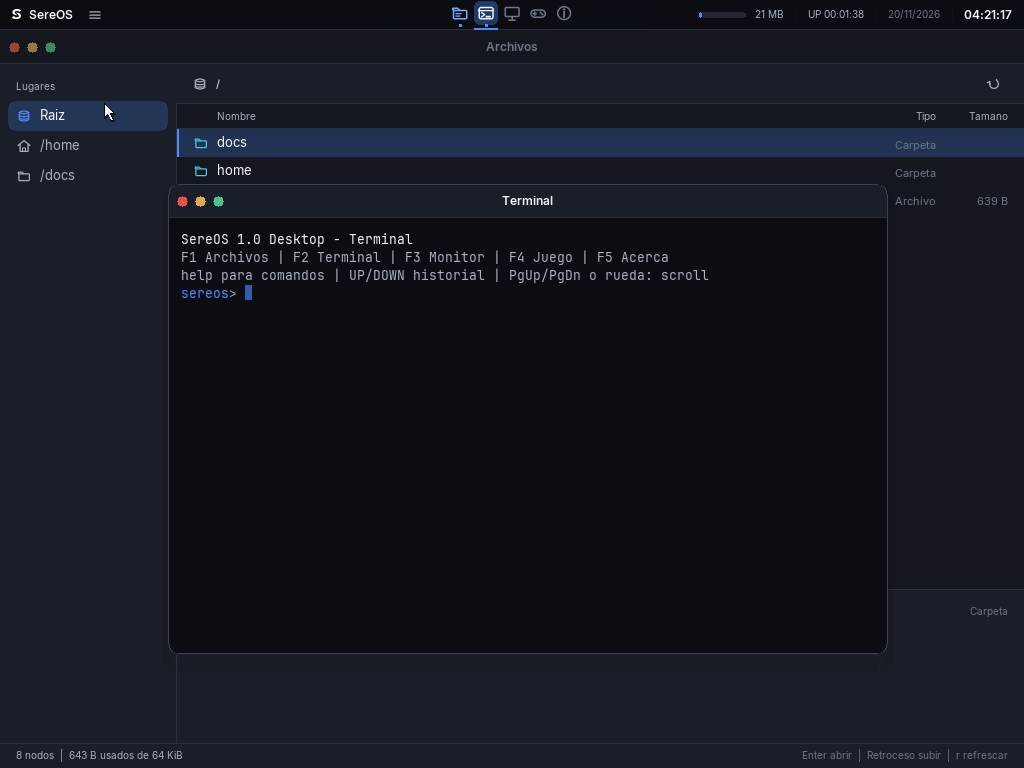 SereOS 21 MB UP 00:01:38 20/11/2026 04:21:17
Archivos
Lugares
/
Raiz
Nombre Tipo Tamano
docs Carpeta
/home
home Carpeta
/docs
Archivo 639 B
Terminal
SereOS 1.0 Desktop - Terminal
F1 Archivos | F2 Terminal | F3 Monitor | F4 Juego | F5 Acerca
help para comandos | UP/DOWN historial | PgUp/PgDn o rueda: scroll
sereos>
Carpeta
8 nodos | 643 B usados de 64 KiB Enter abrir | Retroceso subir | r refrescar